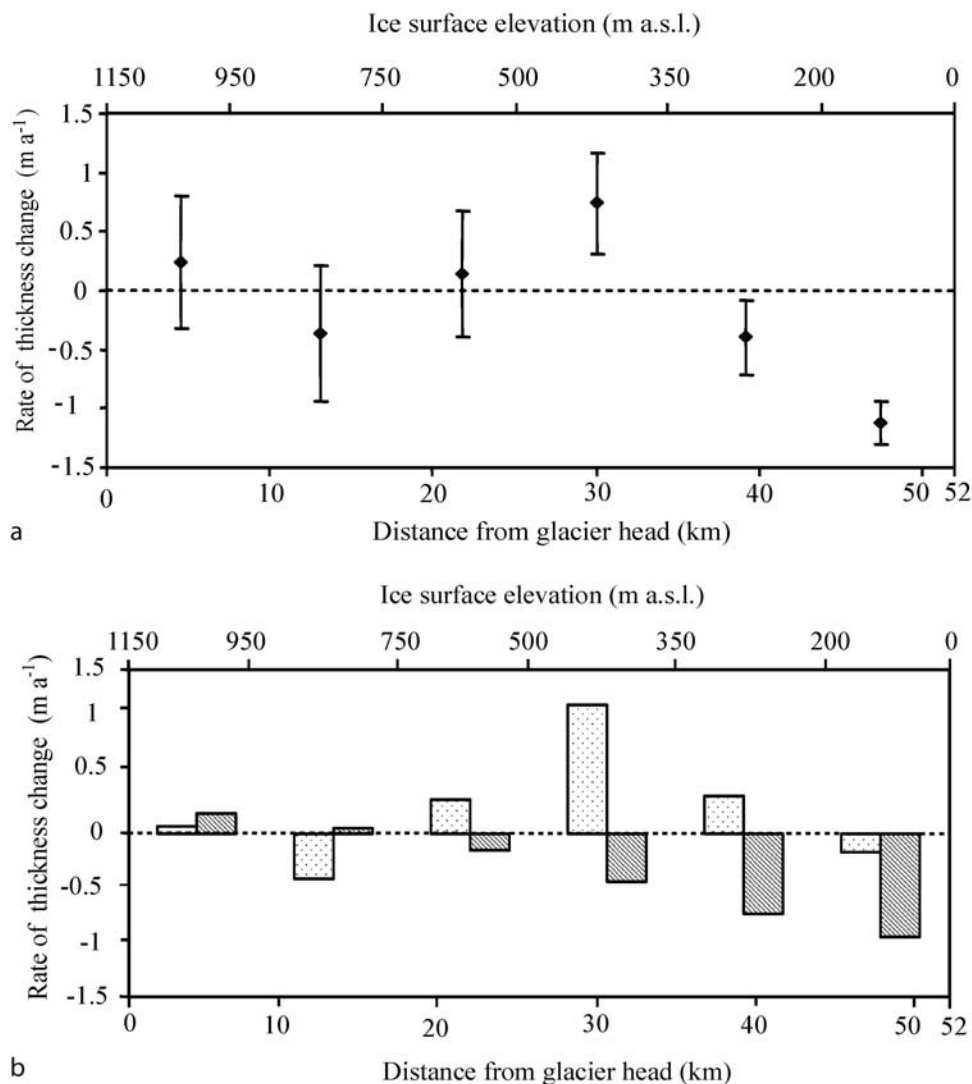 Ice surface elevation (m a.s.l.)
1150 950 750 500 350 200 0
Rate of thickness change (m a-1)
1.5
1
0.5
0
-0.5
-1
-1.5
0 10 20 30 40 50 52
a
Distance from glacier head (km)
Ice surface elevation (m a.s.l.)
1150 950 750 500 350 200 0
Rate of thickness change (m a-1)
1.5
1
0.5
0
-0.5
-1
-1.5
0 10 20 30 40 50 52
b
Distance from glacier head (km)